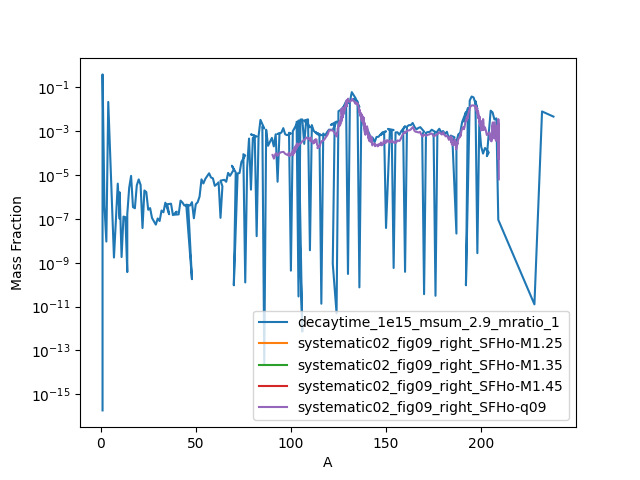 10⁻¹
10⁻³
10⁻⁵
10⁻⁷
10⁻⁹
10⁻¹¹
10⁻¹³
10⁻¹⁵
Mass Fraction
decaytime_1e15_msum_2.9_mratio_1
systematic02_fig09_right_SFHo-M1.25
systematic02_fig09_right_SFHo-M1.35
systematic02_fig09_right_SFHo-M1.45
systematic02_fig09_right_SFHo-q09
0 50 100 150 200
A